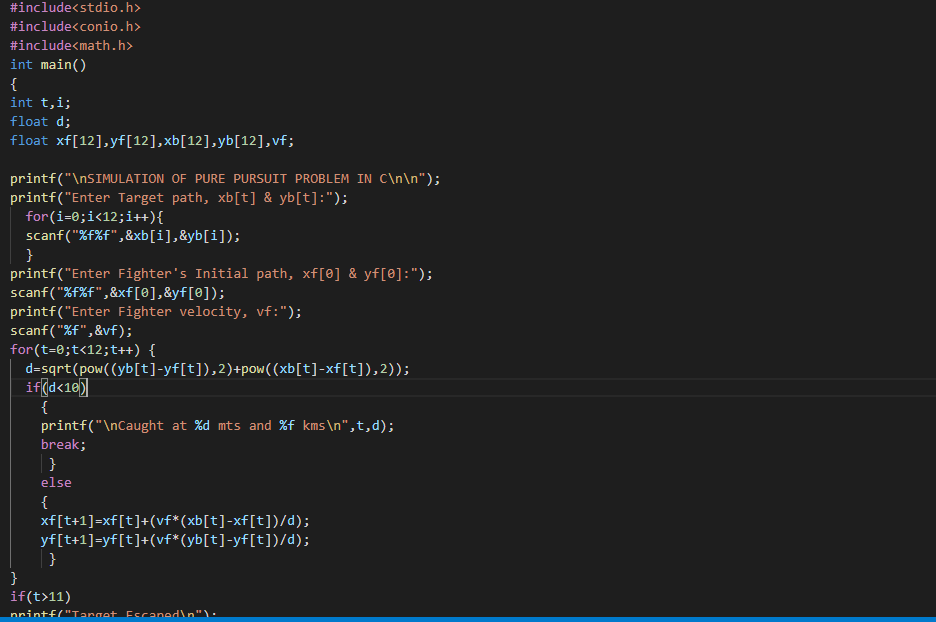 #include<stdio.h>
#include<conio.h>
#include<math.h>
int main()
{
int t,i;
float d;
float xf[12],yf[12],xb[12],yb[12],vf;
printf("\nSIMULATION OF PURE PURSUIT PROBLEM IN C\n\n");
printf("Enter Target path, xb[t] & yb[t]:");
for(i=0;i<12;i++){
scanf("%f%f",&xb[i],&yb[i]);
}
printf("Enter Fighter's Initial path, xf[0] & yf[0]:");
scanf("%f%f",&xf[0],&yf[0]);
printf("Enter Fighter velocity, vf:");
scanf("%f",&vf);
for(t=0;t<12;t++) {
d=sqrt(pow((yb[t]-yf[t]),2)+pow((xb[t]-xf[t]),2));
if(d<10)
{
printf("\nCaught at %d mts and %f kms\n",t,d);
break;
}
else
{
xf[t+1]=xf[t]+(vf*(xb[t]-xf[t])/d);
yf[t+1]=yf[t]+(vf*(yb[t]-yf[t])/d);
}
}
if(t>11)
printf("Target Escaped\n");